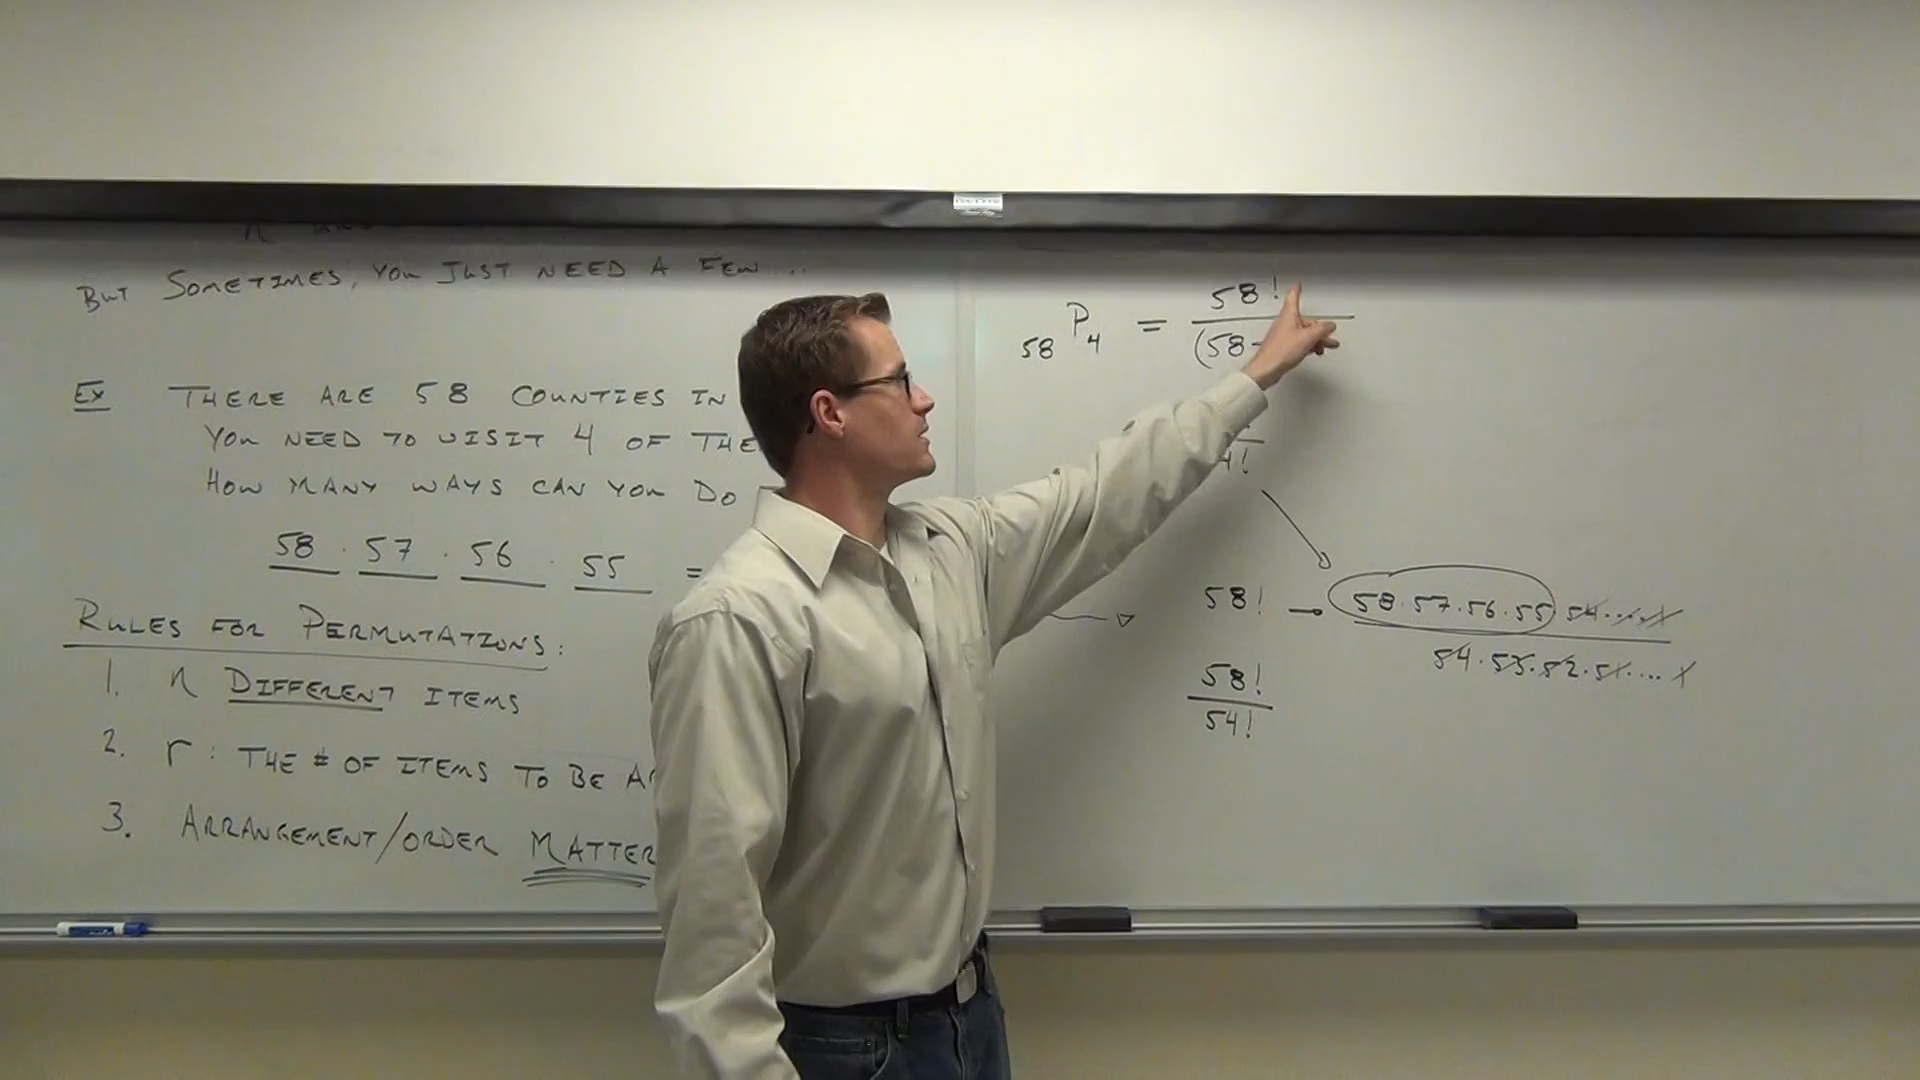 BUT SOMETIMES, YOU JUST NEED A FEW ...
EX THERE ARE 58 COUNTIES IN
YOU NEED TO VISIT 4 OF THE
HOW MANY WAYS CAN YOU DO
58 · 57 · 56 · 55 =
RULES FOR PERMUTATIONS:
1. n DIFFERENT ITEMS
2. r : THE # OF ITEMS TO BE
3. ARRANGEMENT/ORDER MATTER
58 P 4 = 58!
(58-
4!
58! → 58·57·56·55 54.....1
54·53·52·51....1
58!
54!